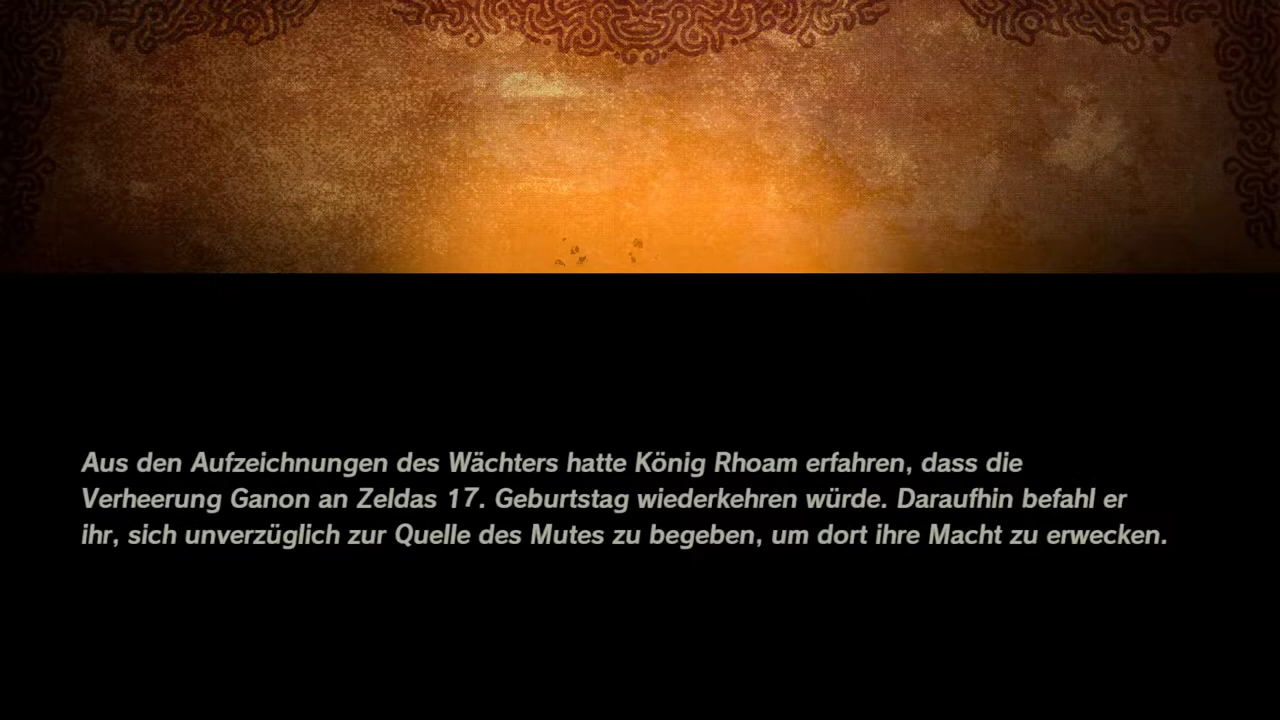 Aus den Aufzeichnungen des Wächters hatte König Rhoam erfahren, dass die
Verheerung Ganon an Zeldas 17. Geburtstag wiederkehren würde. Daraufhin befahl er
ihr, sich unverzüglich zur Quelle des Mutes zu begeben, um dort ihre Macht zu erwecken.